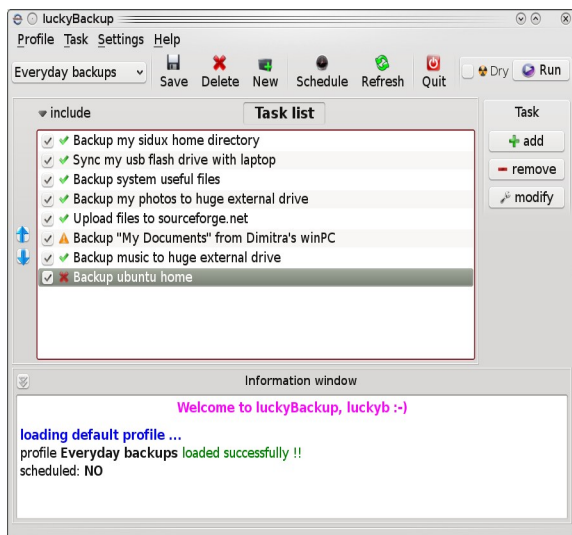 luckyBackup
Profile Task Settings Help
Everyday backups Save Delete New Schedule Refresh Quit Dry Run
include Task list Task
Backup my sidux home directory
Sync my usb flash drive with laptop
Backup system useful files
Backup my photos to huge external drive
Upload files to sourceforge.net
Backup "My Documents" from Dimitra's winPC
Backup music to huge external drive
Backup ubuntu home
add
remove
modify
Information window
Welcome to luckyBackup, luckyb :-)
loading default profile ...
profile Everyday backups loaded successfully !!
scheduled: NO